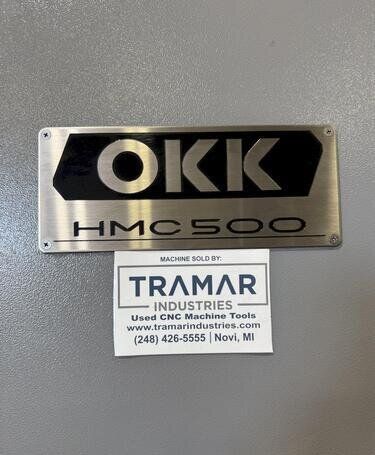 OKK
HMC500
MACHINE SOLD BY:
TRAMAR
INDUSTRIES
Used CNC Machine Tools
www.tramarindustries.com
(248) 426-5555 | Novi, MI